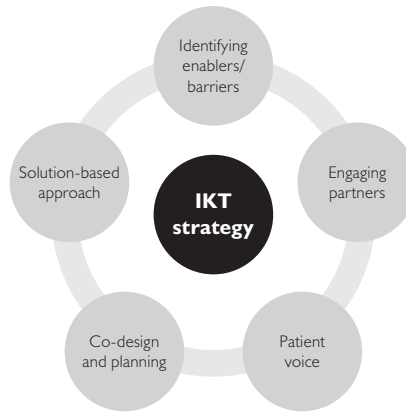 Identifying
enablers/
barriers
Engaging
partners
Patient
voice
Co-design
and planning
Solution-based
approach
IKT
strategy